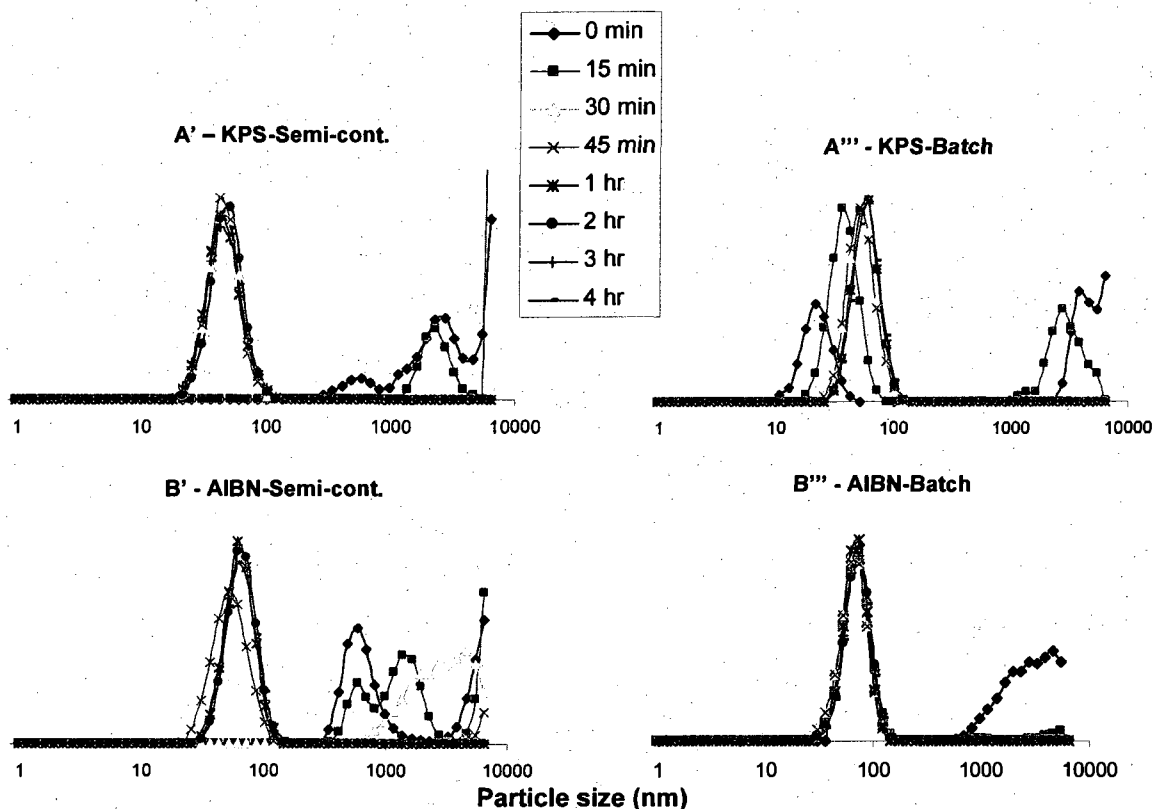 0 min
15 min
30 min
45 min
1 hr
2 hr
3 hr
4 hr
A' – KPS-Semi-cont.
1 10 100 1000 10000
A''' - KPS-Batch
1 10 100 1000 10000
B' - AIBN-Semi-cont.
1 10 100 1000 10000
B''' - AIBN-Batch
1 10 100 1000 10000
Particle size (nm)